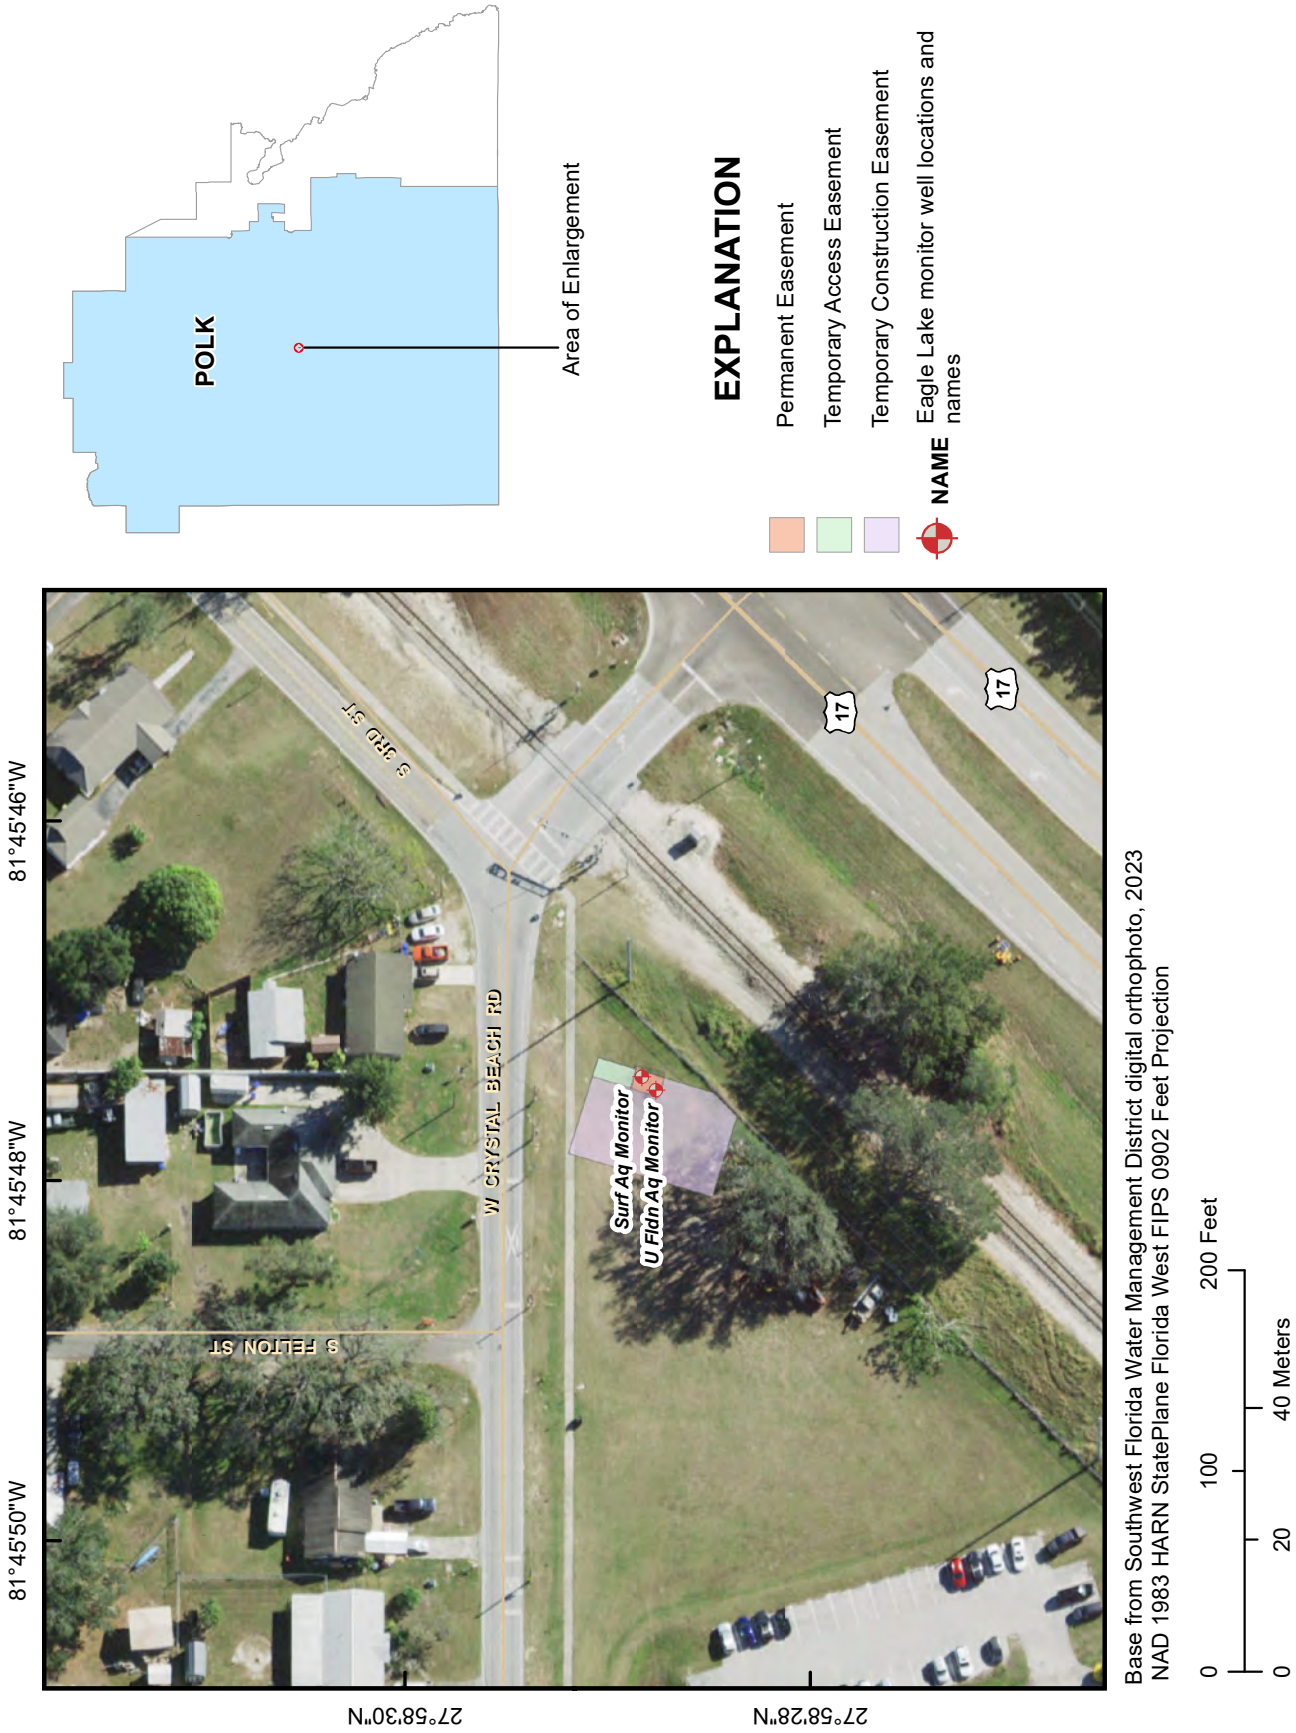 81°45'50"W
81°45'48"W
81°45'46"W
27°58'30"N
27°58'28"N
S FELTON ST
S 3RD ST
W CRYSTAL BEACH RD
Surf Aq Monitor
U Fldn Aq Monitor
17
17
POLK
Area of Enlargement
EXPLANATION
Permanent Easement
Temporary Access Easement
Temporary Construction Easement
NAME Eagle Lake monitor well locations and
names
Base from Southwest Florida Water Management District digital orthophoto, 2023
NAD 1983 HARN StatePlane Florida West FIPS 0902 Feet Projection
0 100 200 Feet
0 20 40 Meters